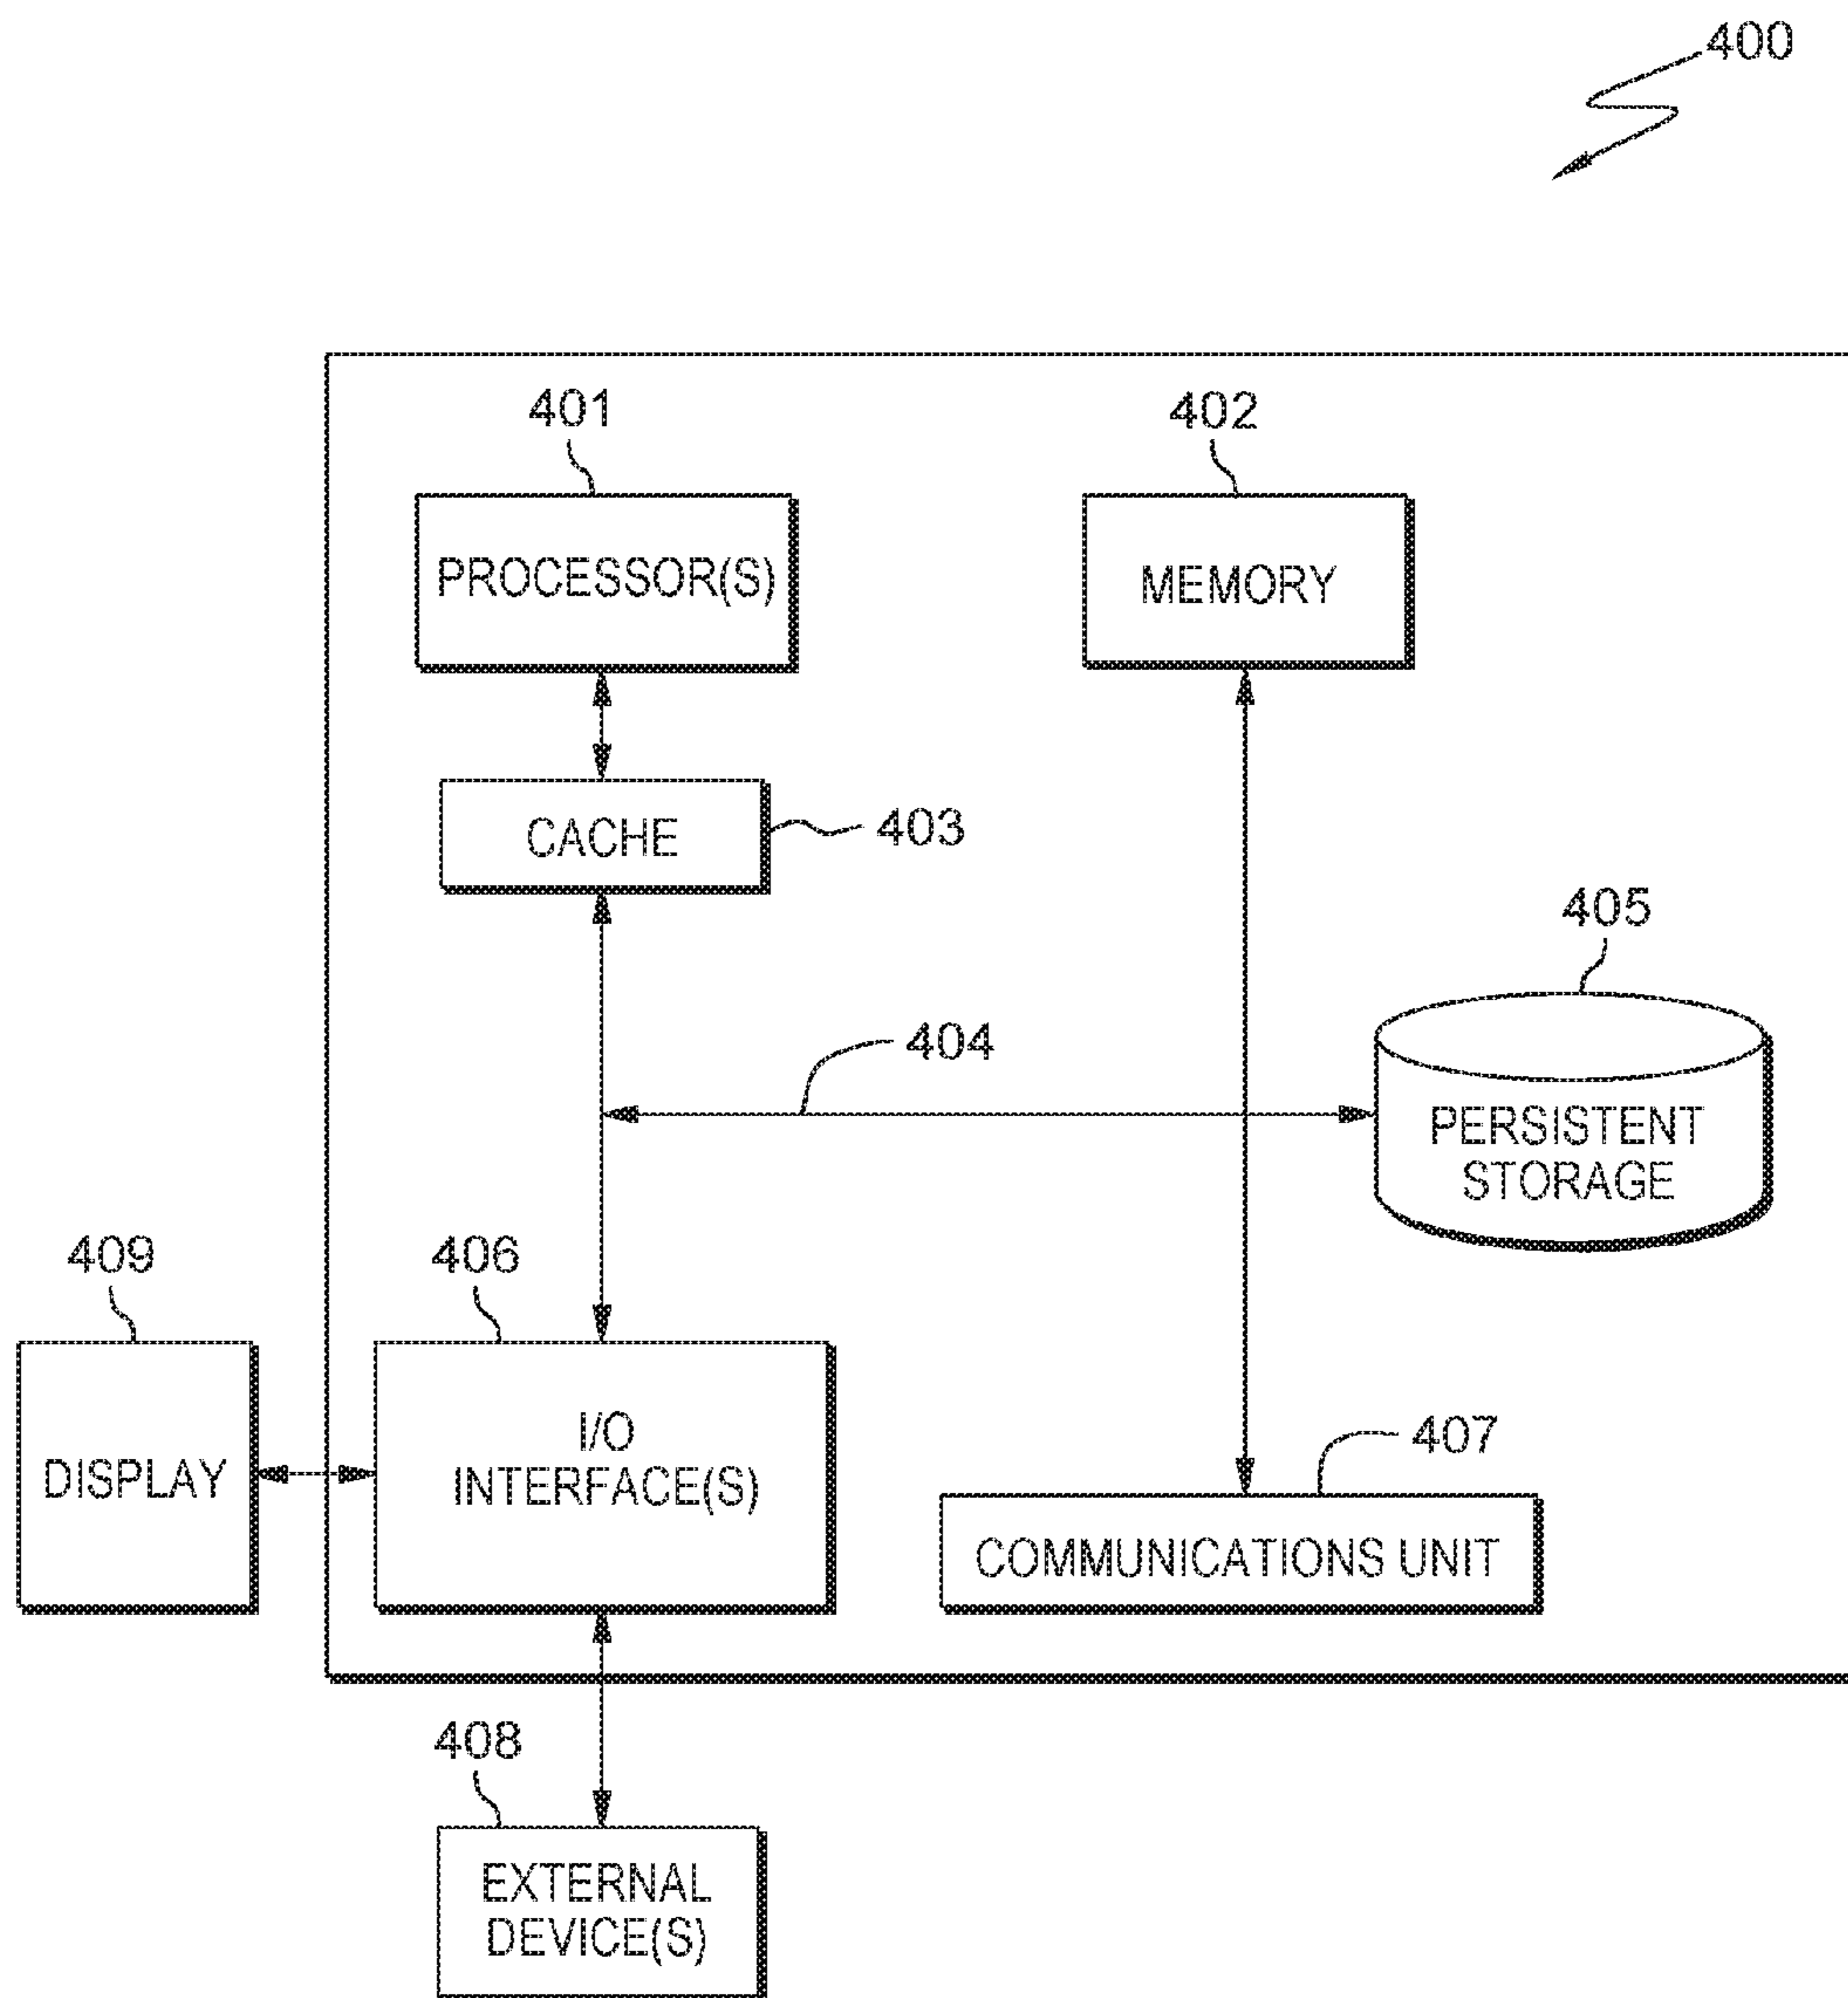 400
401
402
PROCESSOR(S)
MEMORY
CACHE
403
405
404
PERSISTENT
STORAGE
409
406
I/O
INTERFACE(S)
DISPLAY
407
COMMUNICATIONS UNIT
408
EXTERNAL
DEVICE(S)